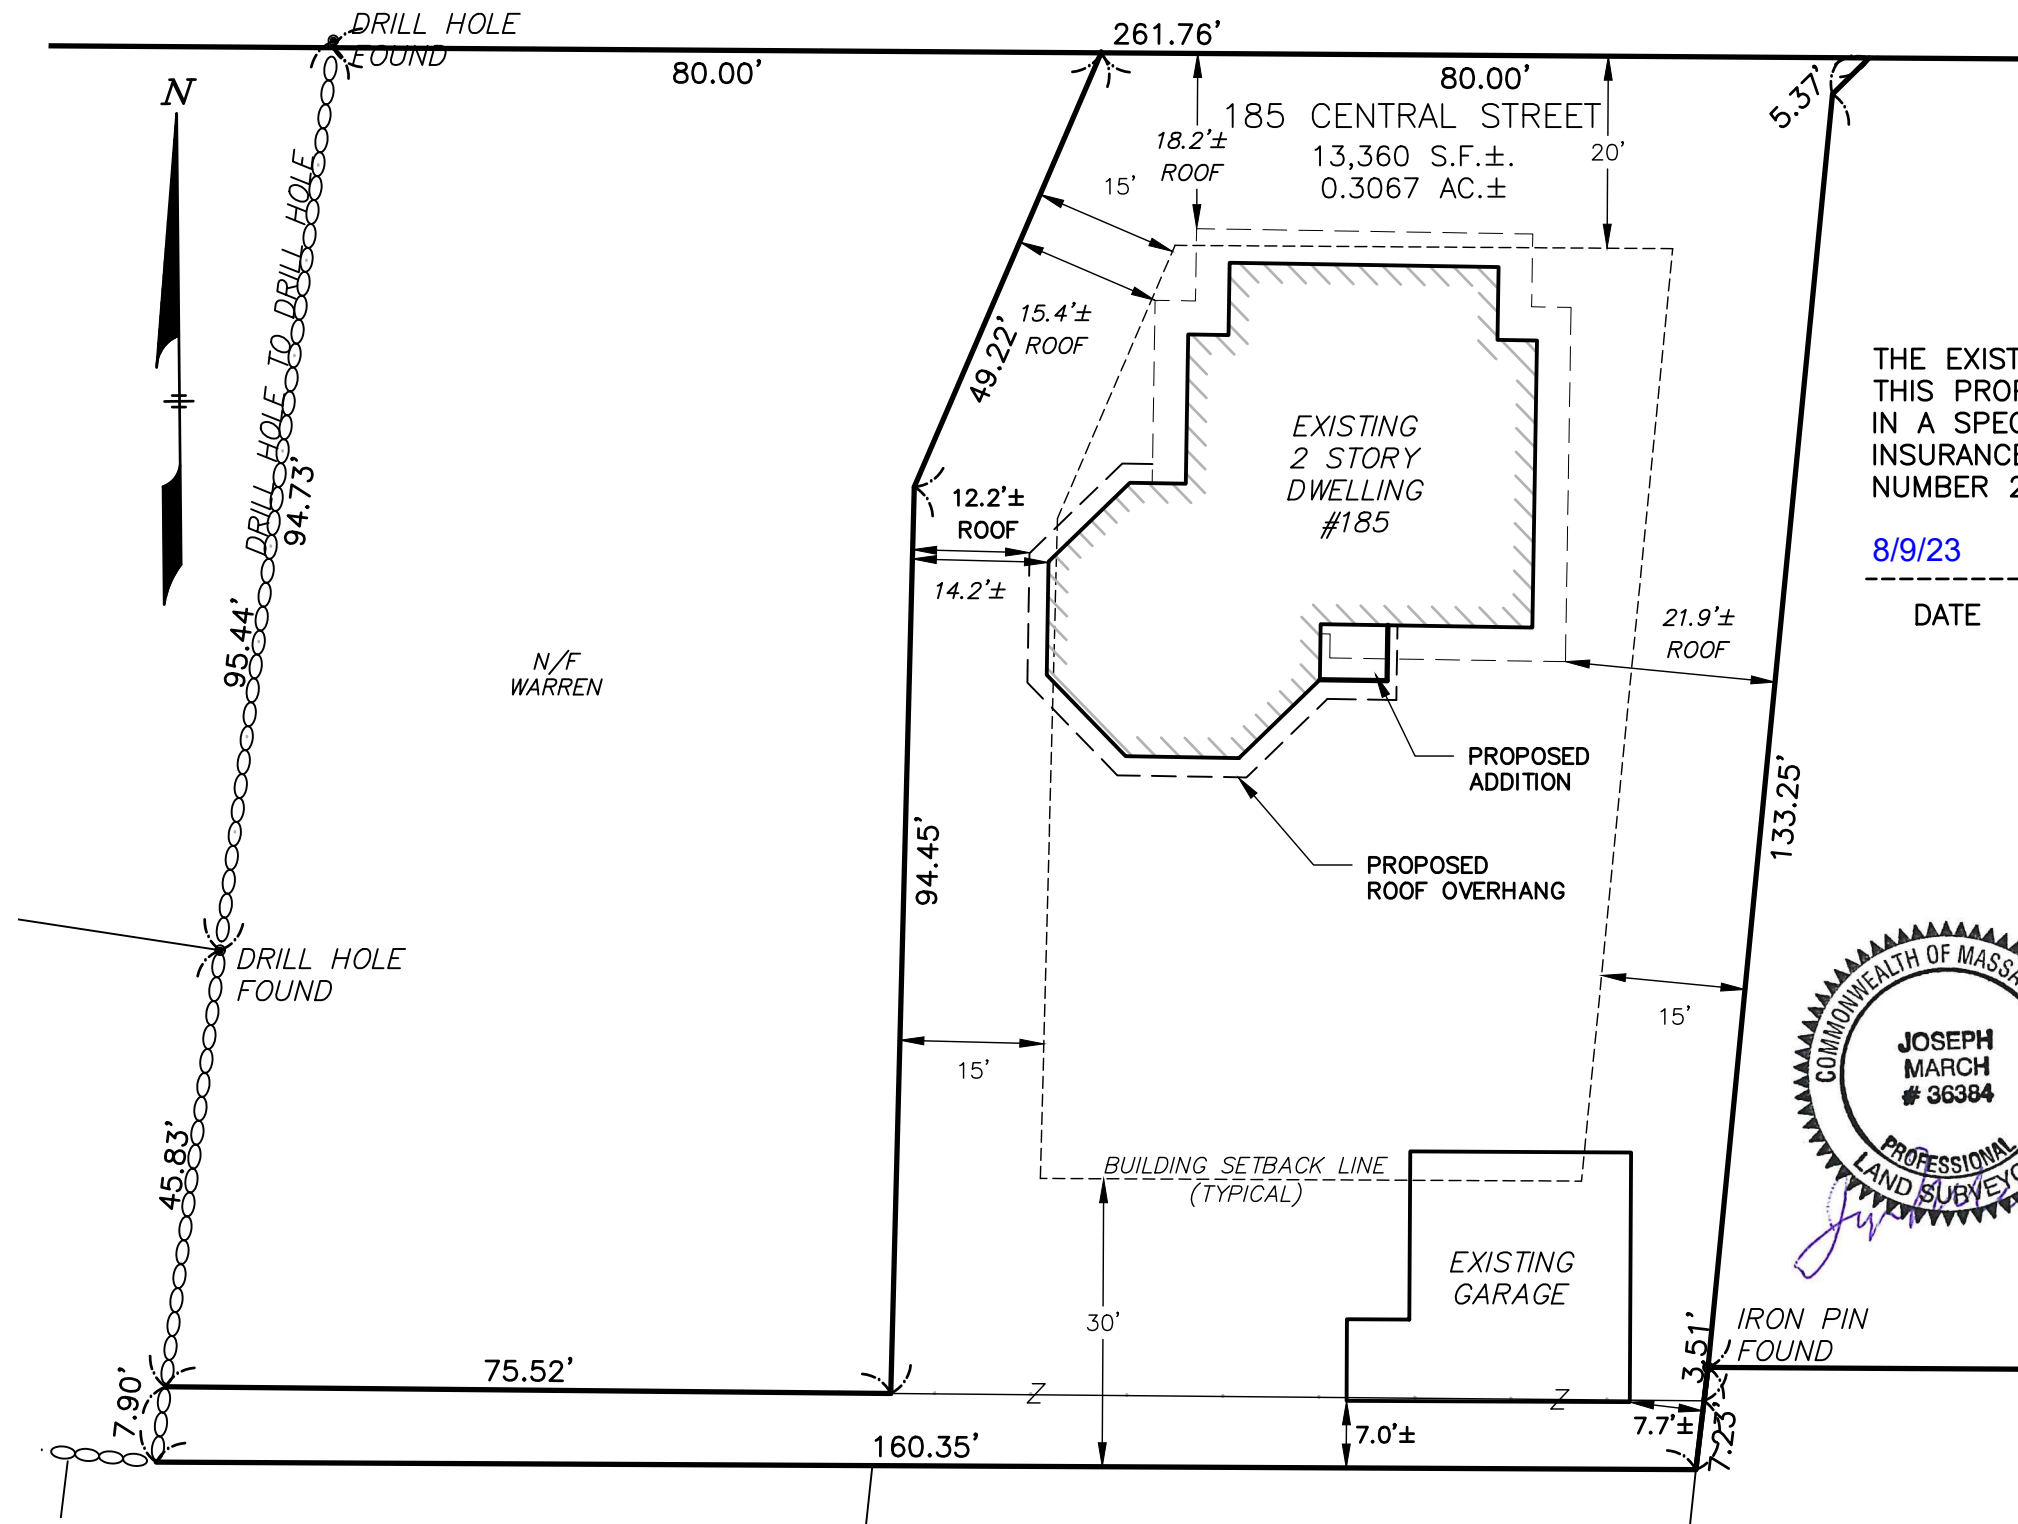 DRILL HOLE
FOUND
261.76'
80.00'
80.00'
5.37'
N
185 CENTRAL STREET
13,360 S.F.±.
0.3067 AC.±
18.2'±
ROOF
20'
15'
DRILL HOLE TO DRILL HOLE
94.73'
95.44'
15.4'±
ROOF
49.22'
THE EXIST
THIS PROP
IN A SPEC
INSURANCE
NUMBER 2
8/9/23
DATE
EXISTING
2 STORY
DWELLING
#185
12.2'±
ROOF
14.2'±
21.9'±
ROOF
N/F
WARREN
PROPOSED
ADDITION
133.25'
94.45'
PROPOSED
ROOF OVERHANG
DRILL HOLE
FOUND
15'
15'
COMMONWEALTH OF MASSA
JOSEPH
MARCH
# 36384
PROFESSIONAL
LAND SURVEYO
45.83'
BUILDING SETBACK LINE
(TYPICAL)
EXISTING
GARAGE
30'
IRON PIN
FOUND
3.51'
75.52'
7.90'
Z
Z
7.7'±
7.23'
7.0'±
160.35'